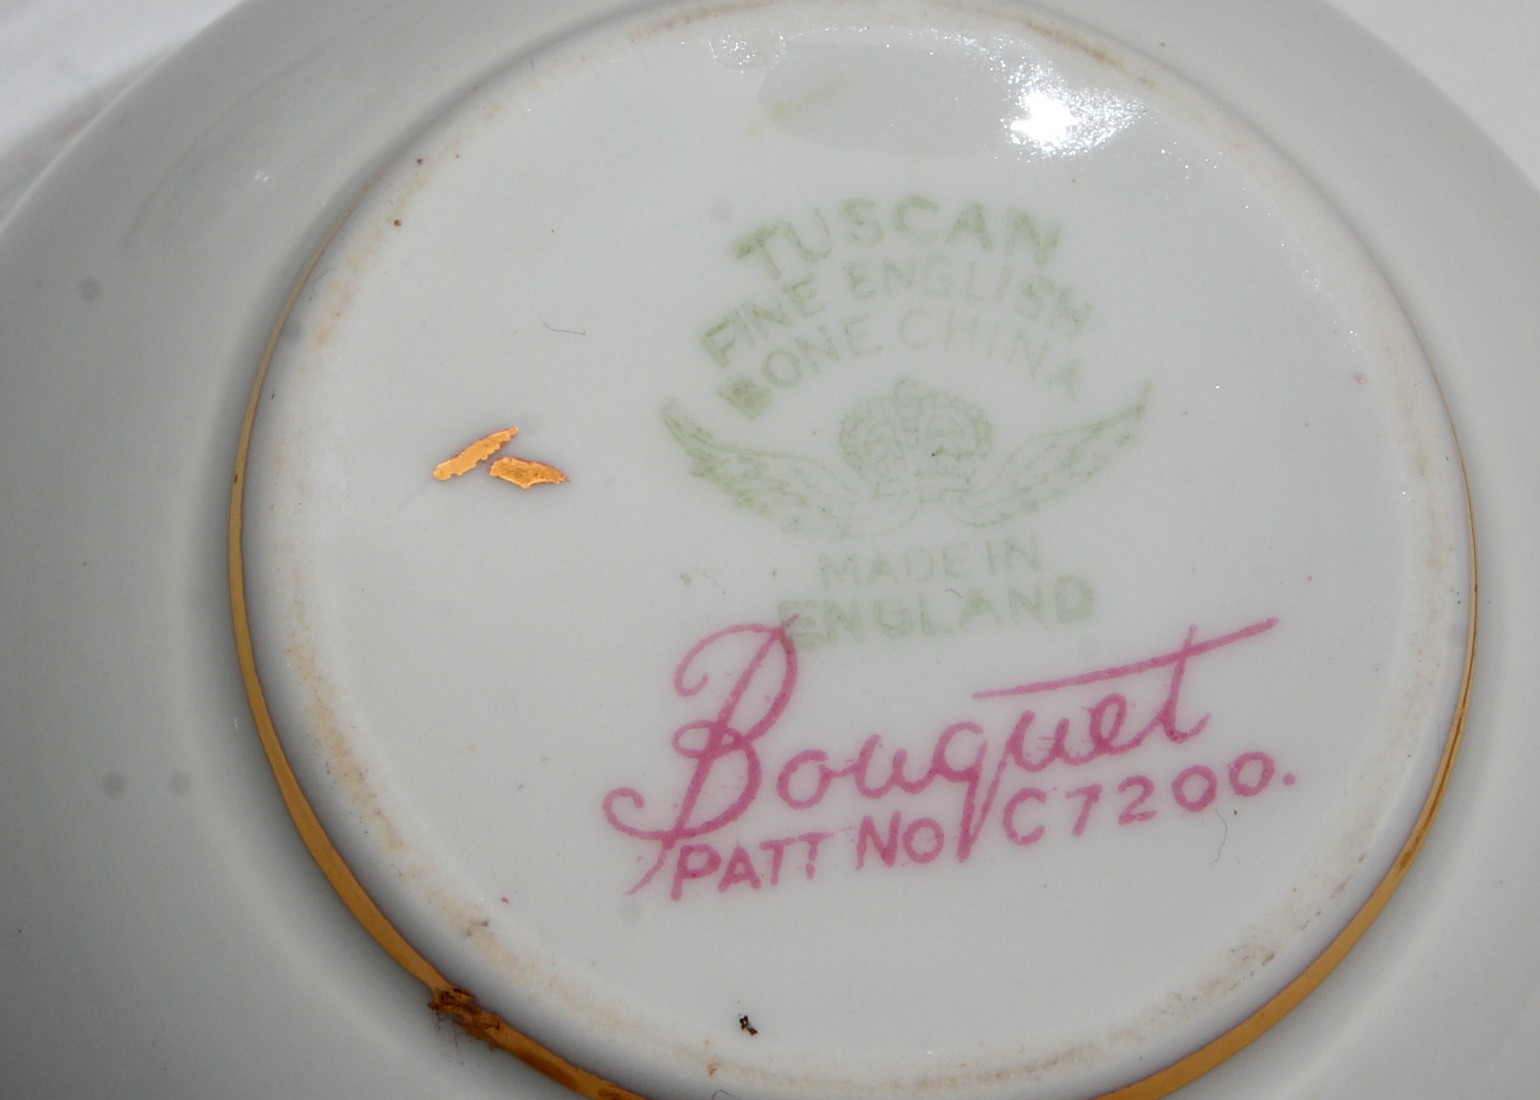 TUSCAN
FINE ENGLISH
BONE CHINA
MADE IN
ENGLAND
Bouquet
PATT NO C7200.